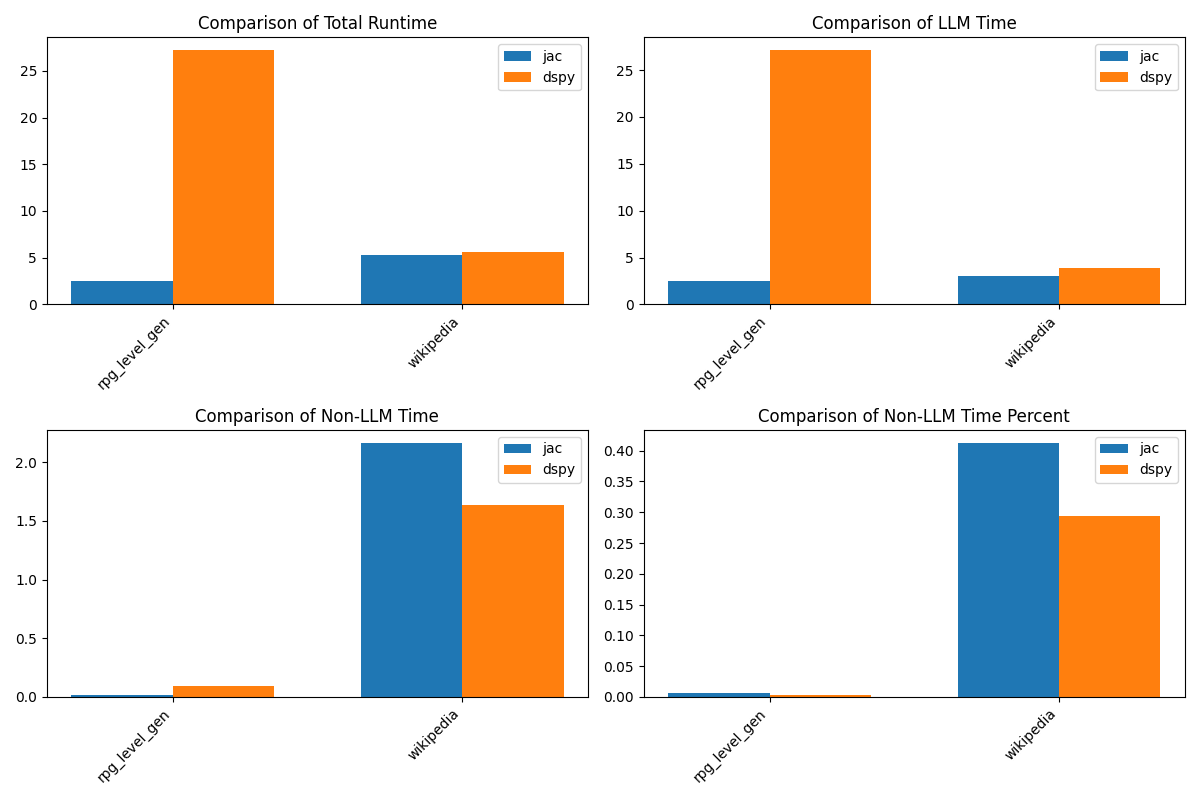 Comparison of Total Runtime
25
20
15
10
5
0
jac
dspy
rpg_level_gen
wikipedia
Comparison of LLM Time
25
20
15
10
5
0
jac
dspy
rpg_level_gen
wikipedia
Comparison of Non-LLM Time
2.0
1.5
1.0
0.5
0.0
jac
dspy
rpg_level_gen
wikipedia
Comparison of Non-LLM Time Percent
0.40
0.35
0.30
0.25
0.20
0.15
0.10
0.05
0.00
jac
dspy
rpg_level_gen
wikipedia